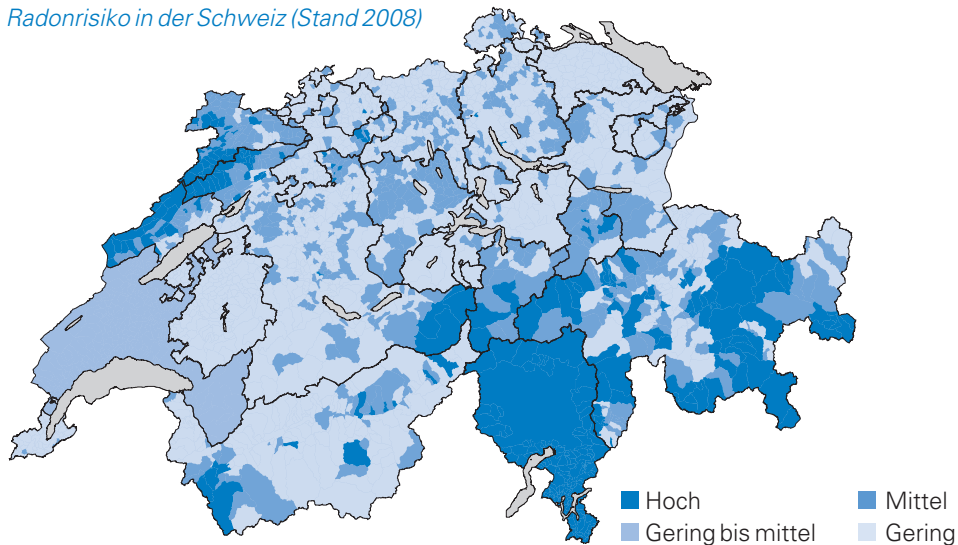 Radonrisiko in der Schweiz (Stand 2008)
Hoch
Mittel
Gering bis mittel
Gering